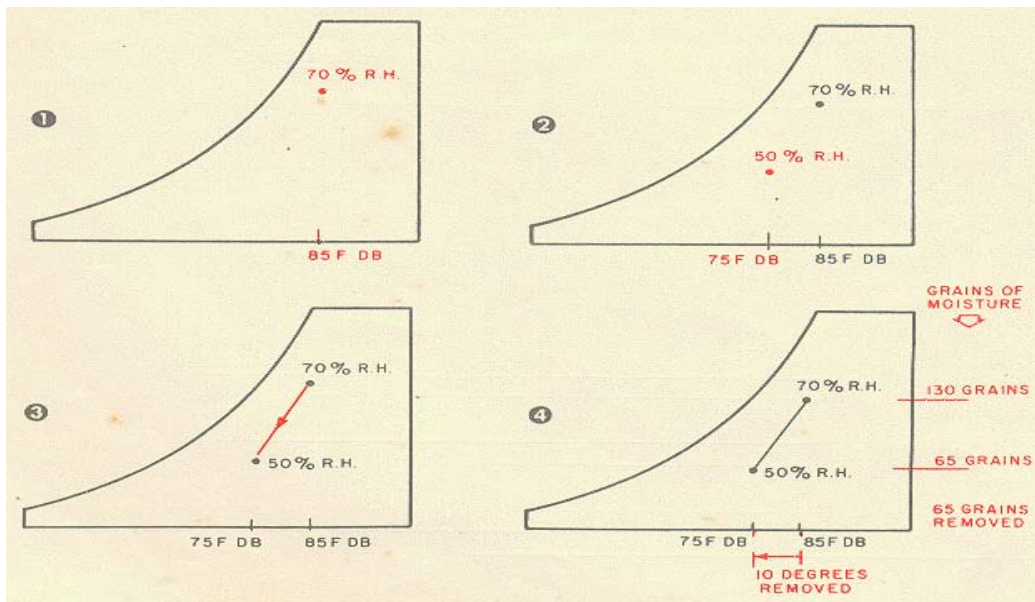 70% R.H.
1
85 F DB
70% R.H.
2
50% R.H.
75 F DB
85 F DB
70% R.H.
3
50% R.H.
75 F DB
85 F DB
GRAINS OF
MOISTURE
70% R.H.
130 GRAINS
4
50% R.H.
65 GRAINS
65 GRAINS
REMOVED
75 F DB
85 F DB
10 DEGREES
REMOVED